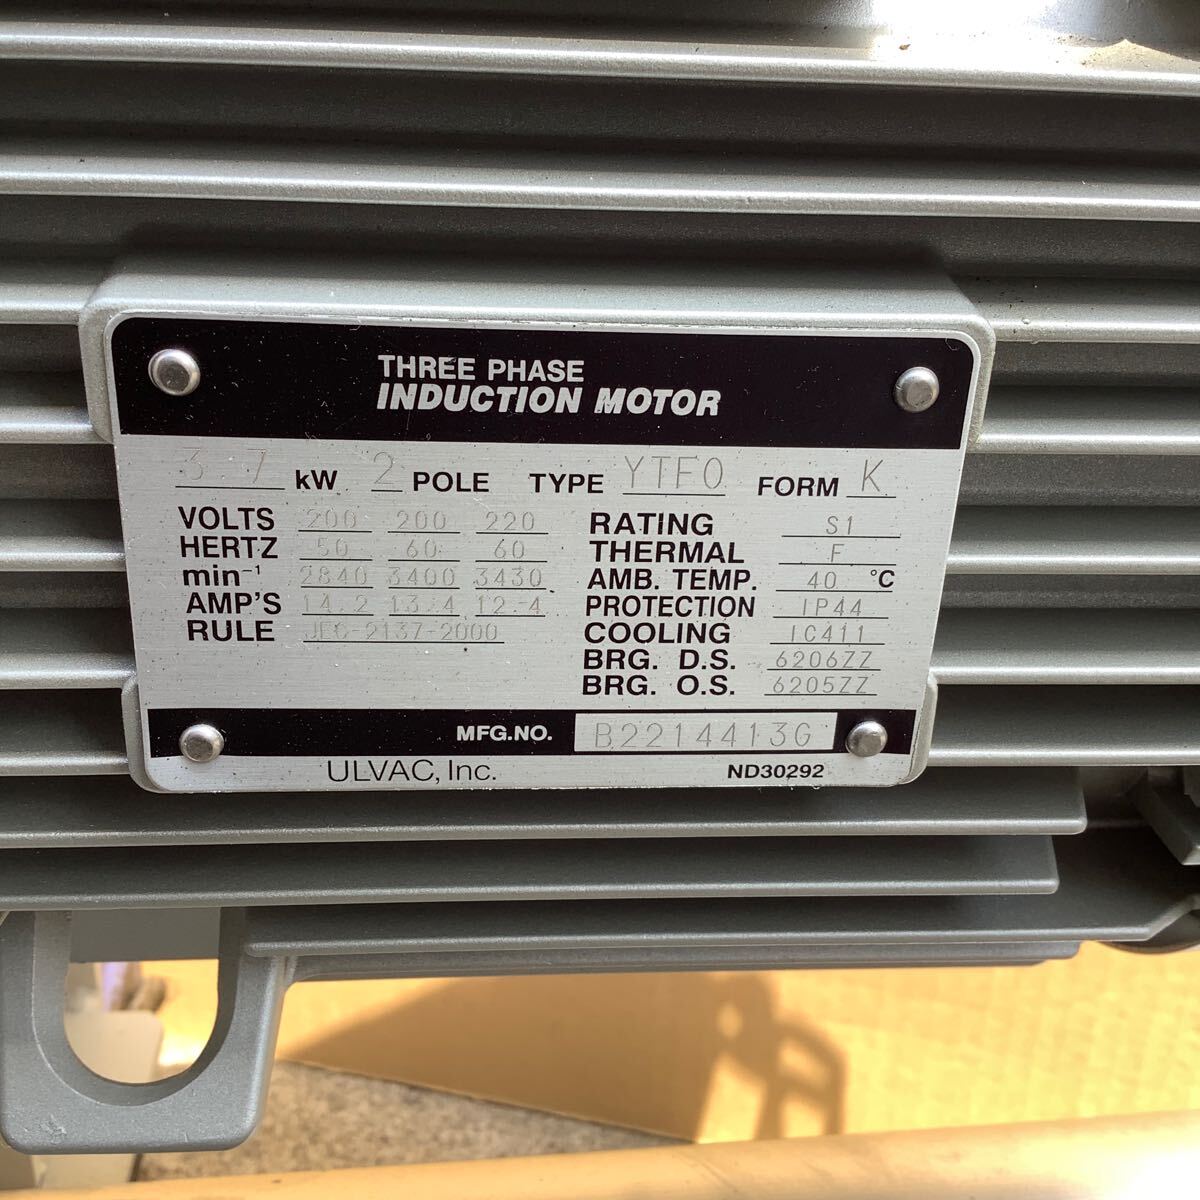 THREE PHASE
INDUCTION MOTOR
3.7 kW 2 POLE TYPE YTFO FORM K
VOLTS 200 200 220
HERTZ 50 60 60
min⁻¹ 2840 3400 3430
AMP'S 14.2 13.4 12.4
RULE JEC-2137-2000
RATING S1
THERMAL F
AMB. TEMP. 40 °C
PROTECTION IP44
COOLING IC411
BRG. D.S. 6206ZZ
BRG. O.S. 6205ZZ
MFG.NO. B2214413G
ULVAC, Inc. ND30292